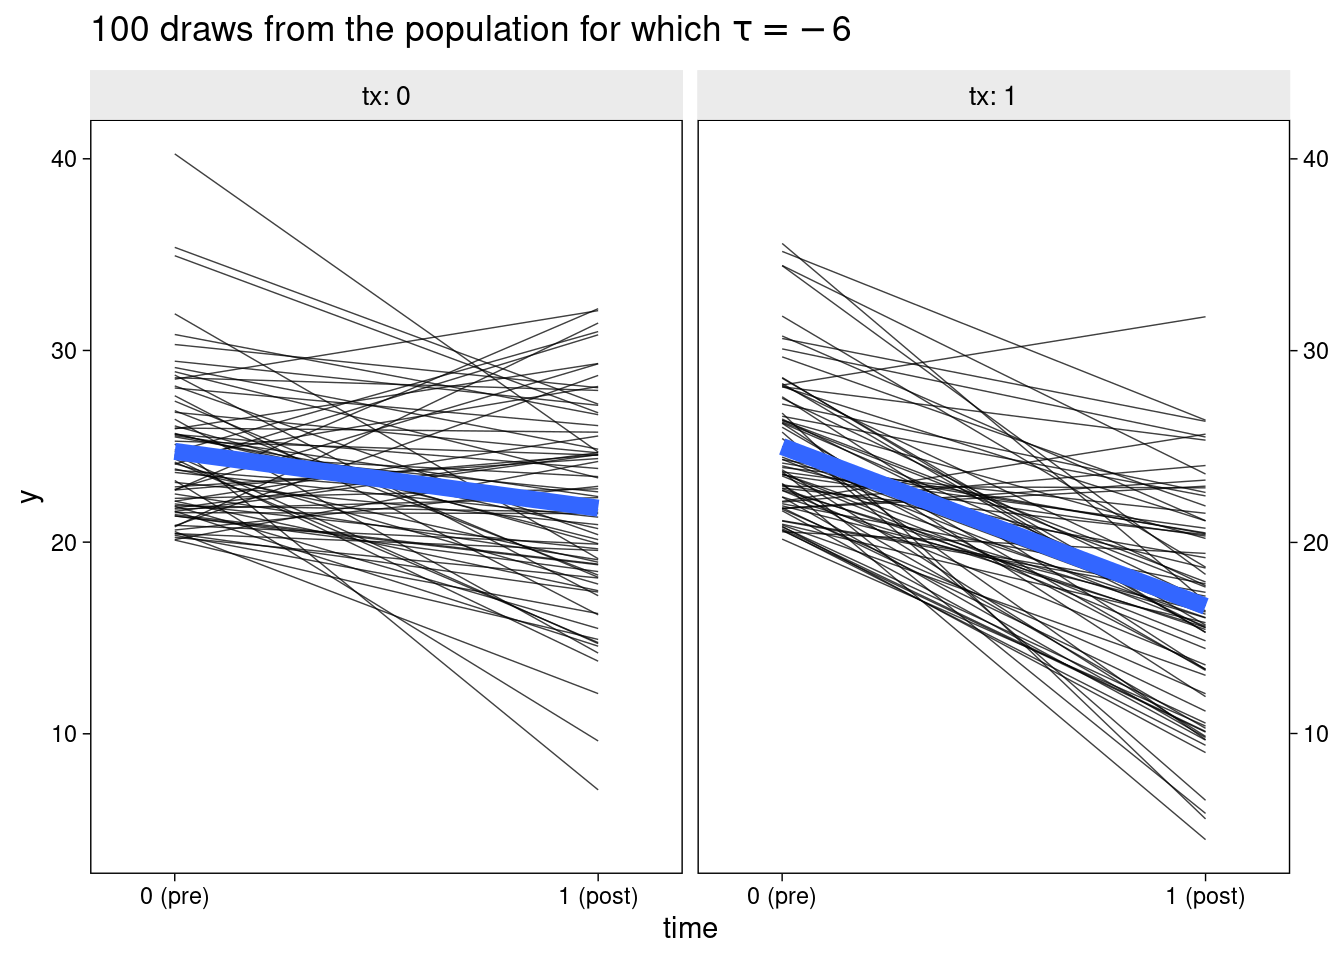 100 draws from the population for which τ = − 6
tx: 0
tx: 1
40
30
20
10
40
30
20
10
y
0 (pre)
1 (post)
0 (pre)
1 (post)
time